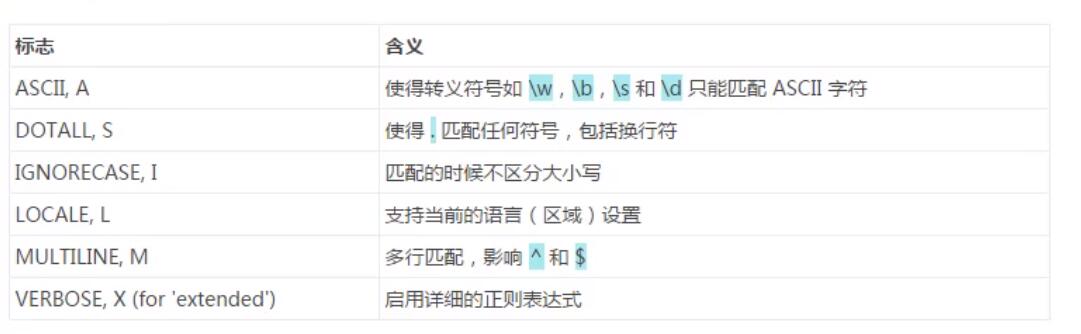 标志 含义
ASCII, A 使得转义符号如 \w，\b，\s 和 \d 只能匹配 ASCII 字符
DOTALL, S 使得 . 匹配任何符号，包括换行符
IGNORECASE, I 匹配的时候不区分大小写
LOCALE, L 支持当前的语言（区域）设置
MULTILINE, M 多行匹配，影响 ^ 和 $
VERBOSE, X (for 'extended') 启用详细的正则表达式